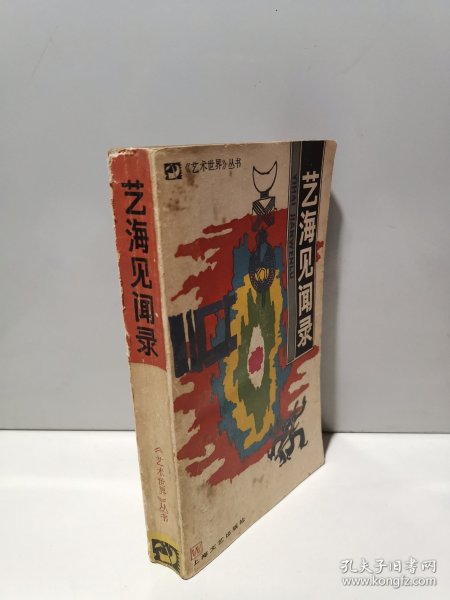 艺海见闻录
《艺术世界》丛书
《艺术世界》丛书
艺海见闻录
YIHAI JIANWENLU
上海文艺出版社
孔夫子旧书网
www.kongfz.com